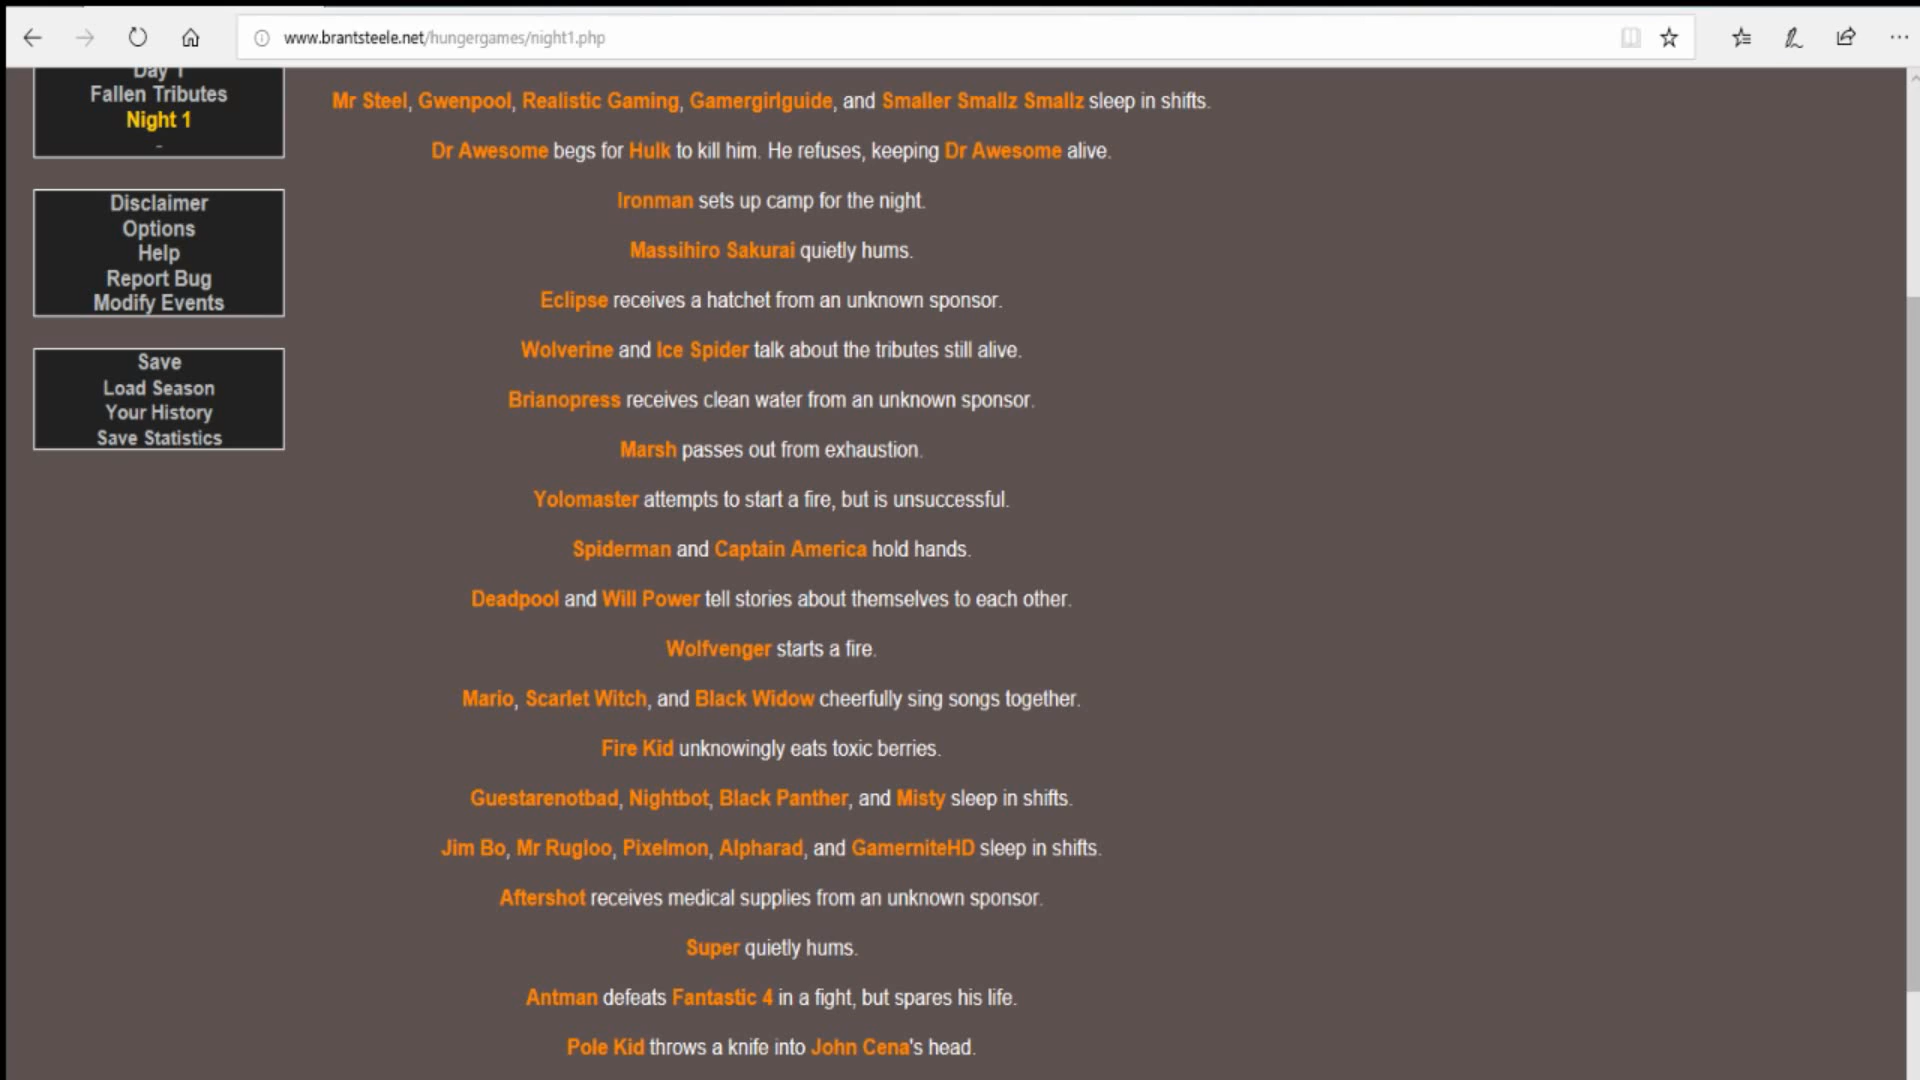 www.brantsteele.net/hungergames/night1.php
Day 1
Fallen Tributes
Night 1
-
Disclaimer
Options
Help
Report Bug
Modify Events
Save
Load Season
Your History
Save Statistics
Mr Steel, Gwenpool, Realistic Gaming, Gamergirlguide, and Smaller Smallz Smallz sleep in shifts.
Dr Awesome begs for Hulk to kill him. He refuses, keeping Dr Awesome alive.
Ironman sets up camp for the night.
Massihiro Sakurai quietly hums.
Eclipse receives a hatchet from an unknown sponsor.
Wolverine and Ice Spider talk about the tributes still alive.
Brianopress receives clean water from an unknown sponsor.
Marsh passes out from exhaustion.
Yolomaster attempts to start a fire, but is unsuccessful.
Spiderman and Captain America hold hands.
Deadpool and Will Power tell stories about themselves to each other.
Wolfvenger starts a fire.
Mario, Scarlet Witch, and Black Widow cheerfully sing songs together.
Fire Kid unknowingly eats toxic berries.
Guestarenotbad, Nightbot, Black Panther, and Misty sleep in shifts.
Jim Bo, Mr Rugloo, Pixelmon, Alpharad, and GamerniteHD sleep in shifts.
Aftershot receives medical supplies from an unknown sponsor.
Super quietly hums.
Antman defeats Fantastic 4 in a fight, but spares his life.
Pole Kid throws a knife into John Cena's head.